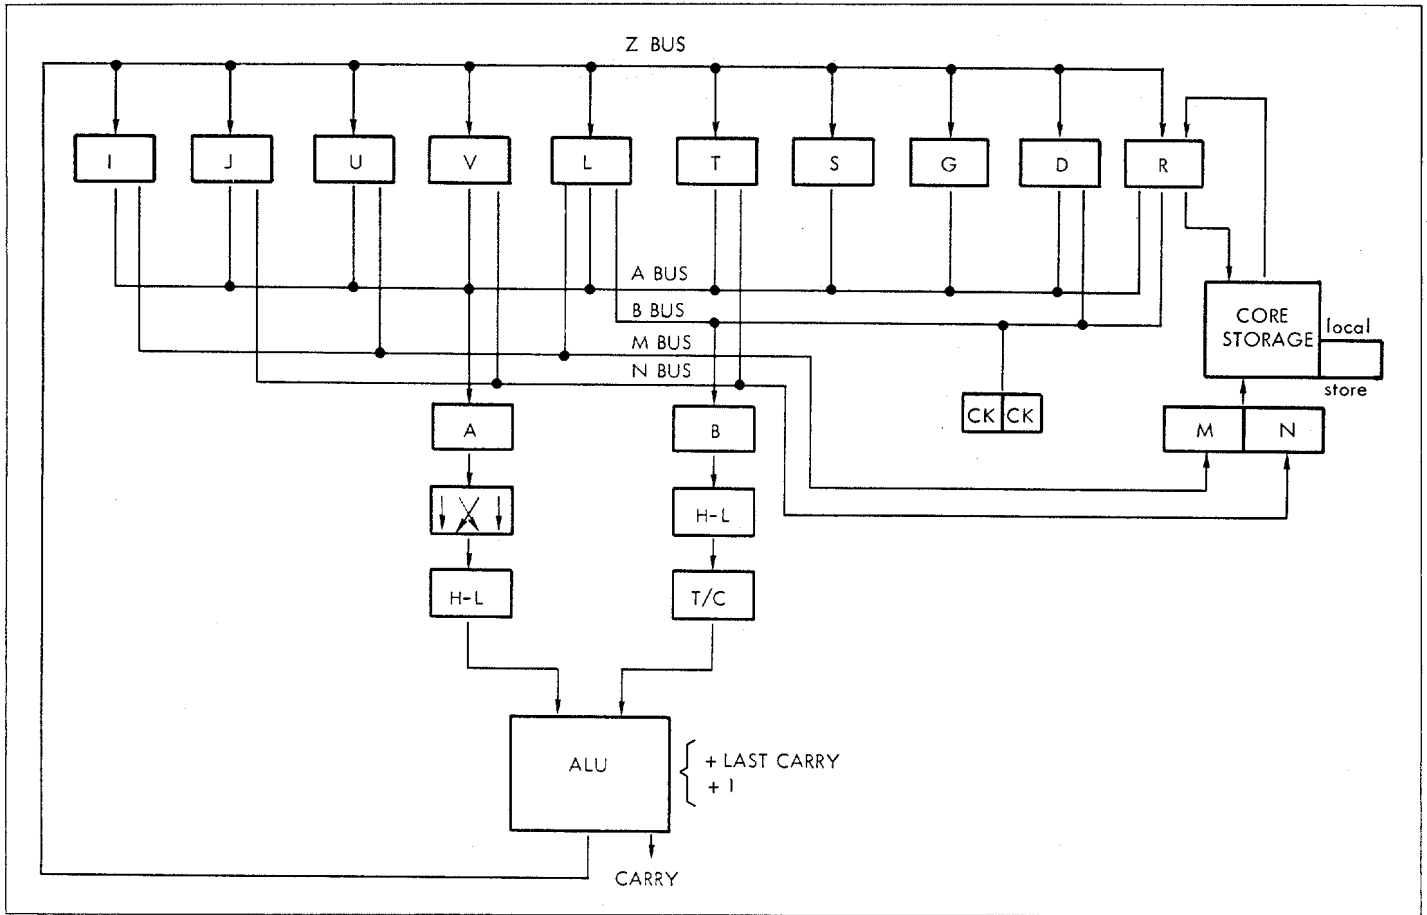 Z BUS
I J U V L T S G D R
A BUS
B BUS
M BUS
N BUS
CORE
STORAGE
local
store
CK CK
M N
A
B
H-L
H-L
T/C
ALU
+ LAST CARRY
+ 1
CARRY